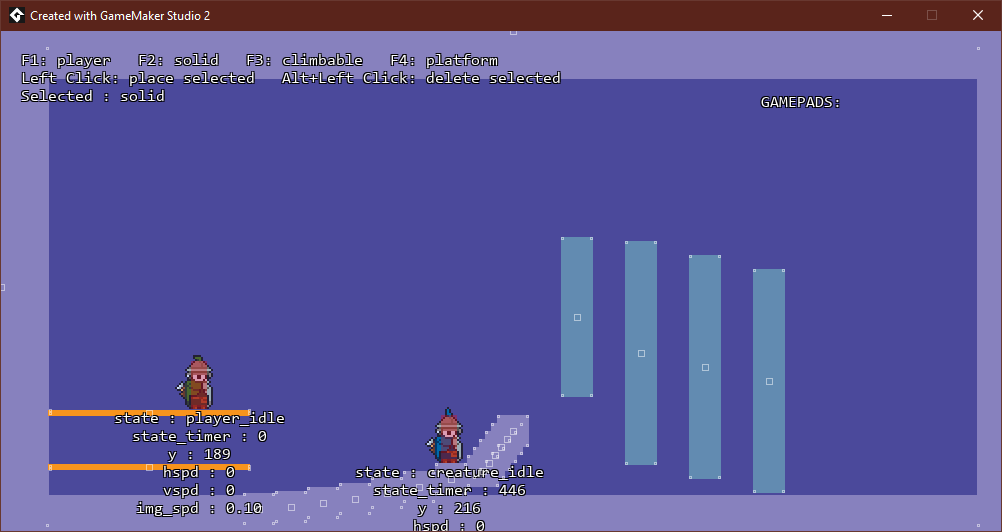 Created with GameMaker Studio 2
F1: player F2: solid F3: climbable F4: platform
Left Click: place selected Alt+Left Click: delete selected
Selected : solid
GAMEPADS:
state : player_idle
state_timer : 0
y : 189
hspd : 0
vspd : 0
img_spd : 0.10
state : creature_idle
state_timer : 446
y : 216
hspd : 0